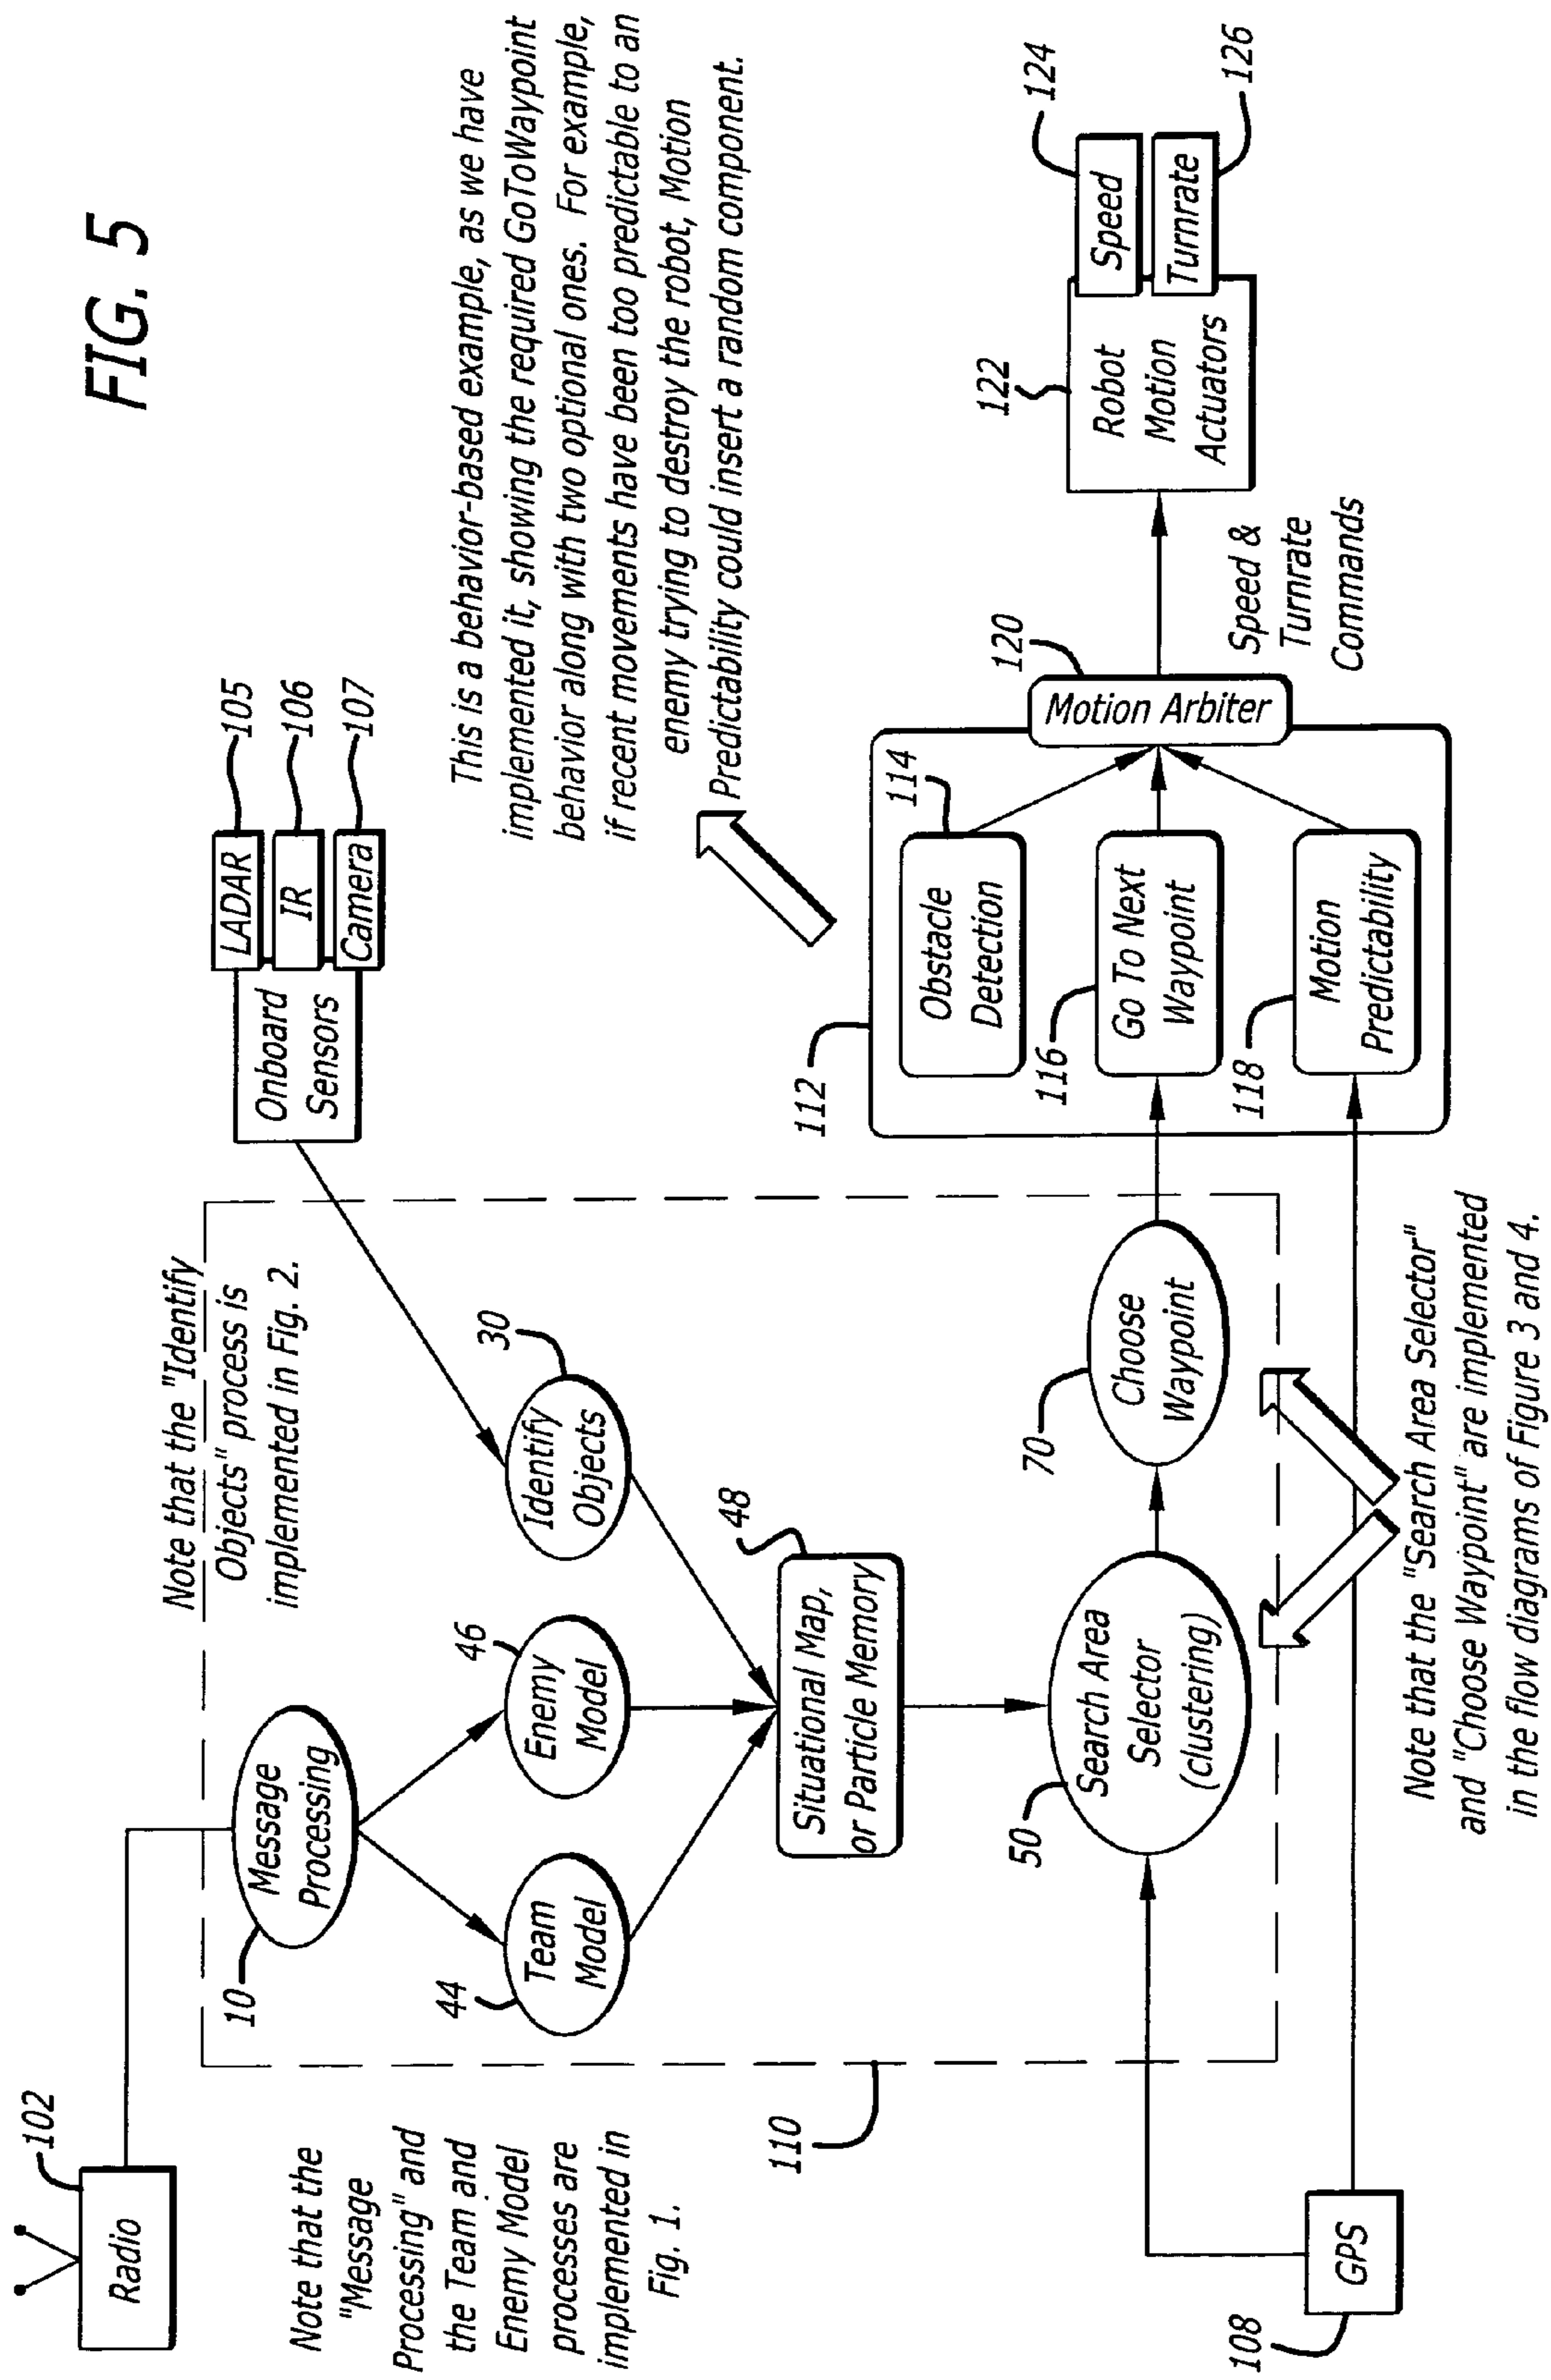 FIG. 5
102
Radio
Note that the
"Message
Processing" and
the Team and
Enemy Model
processes are
implemented in
Fig. 1.
110
108
GPS
Note that the "Identify
Objects" process is
implemented in Fig. 2.
10
Message
Processing
44
Team
Model
46
Enemy
Model
30
Identify
Objects
48
Situational Map,
or Particle Memory
50
Search Area
Selector
(clustering)
70
Choose
Waypoint
Note that the "Search Area Selector"
and "Choose Waypoint" are implemented
in the flow diagrams of Figure 3 and 4.
Onboard
Sensors
LADAR
IR
Camera
105
106
107
This is a behavior-based example, as we have
implemented it, showing the required GoToWaypoint
behavior along with two optional ones. For example,
if recent movements have been too predictable to an
enemy trying to destroy the robot, Motion
Predictability could insert a random component.
112
114
Obstacle
Detection
116
Go To Next
Waypoint
118
Motion
Predictability
120
Motion Arbiter
Speed &
Turnrate
Commands
122
Robot
Motion
Actuators
Speed
124
Turnrate
126